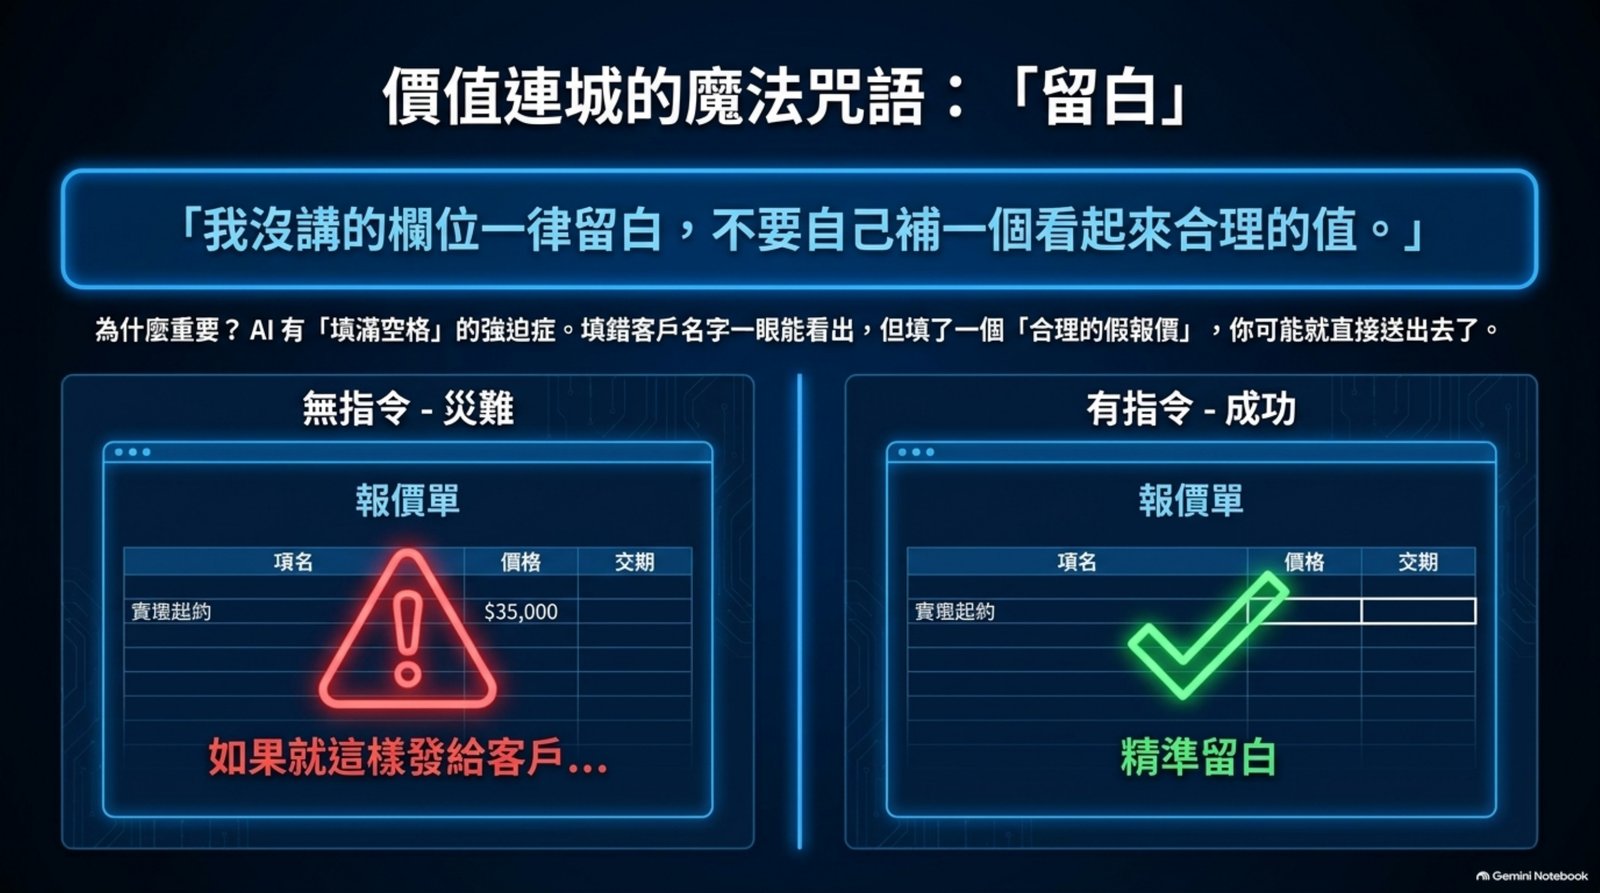 價值連城的魔法咒語：「留白」
「我沒講的欄位一律留白，不要自己補一個看起來合理的值。」
為什麼重要？ AI 有「填滿空格」的強迫症。填錯客戶名字一眼能看出，但填了一個「合理的假報價」，你可能就直接送出去了。
無指令 - 災難
報價單
項名 價格 交期
$35,000
如果就這樣發給客戶...
有指令 - 成功
報價單
項名 價格 交期
精準留白
Gemini Notebook